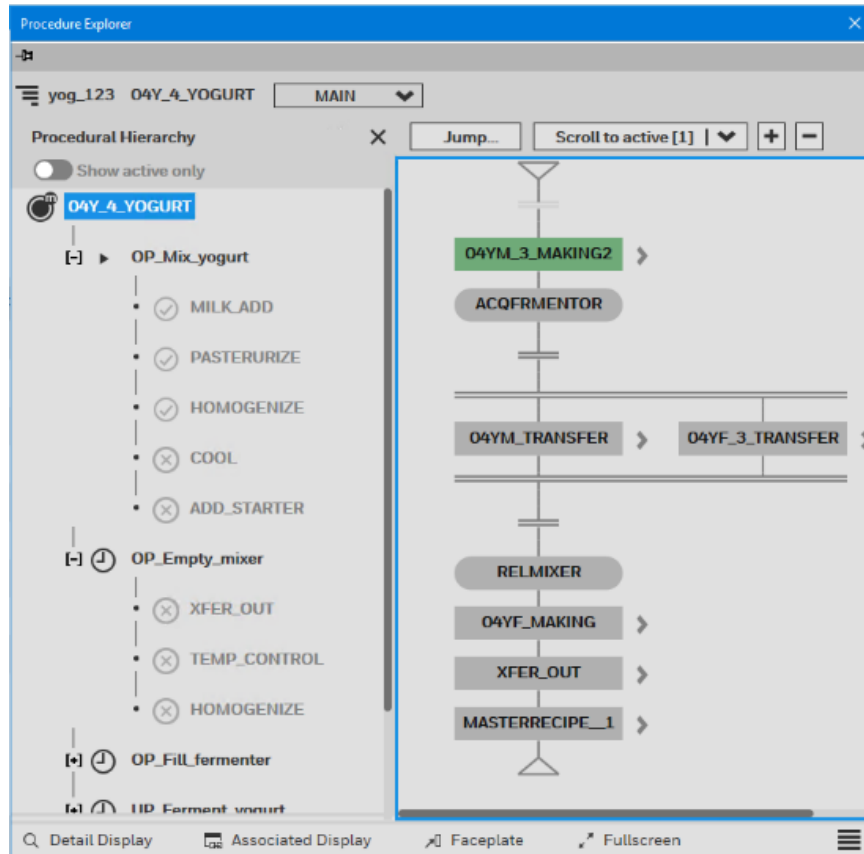 Procedure Explorer
yog_123 04Y_4_YOGURT MAIN
Procedural Hierarchy
Jump... Scroll to active [1]
Show active only
04Y_4_YOGURT
OP_Mix_yogurt
MILK_ADD
PASTERURIZE
HOMOGENIZE
COOL
ADD_STARTER
OP_Empty_mixer
XFER_OUT
TEMP_CONTROL
HOMOGENIZE
OP_Fill_fermenter
OP_Ferment_yogurt
04YM_3_MAKING2
ACQFRMENTOR
04YM_TRANSFER 04YF_3_TRANSFER
RELMIXER
04YF_MAKING
XFER_OUT
MASTERRECIPE__1
Detail Display Associated Display Faceplate Fullscreen